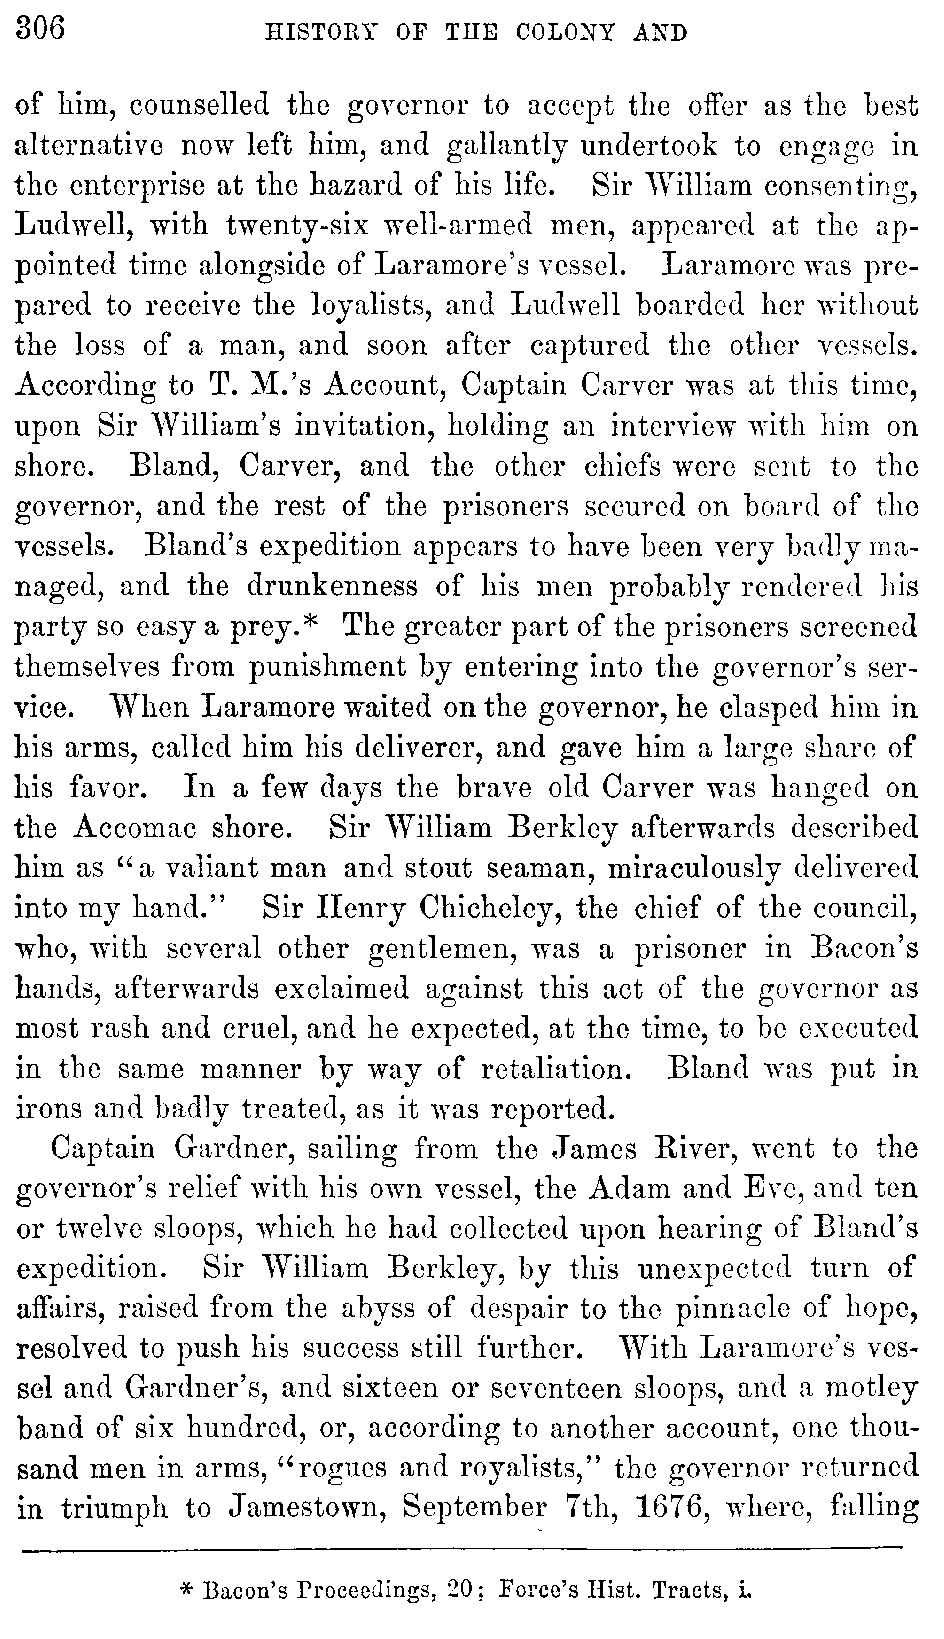 306 HISTORY OF THE COLONY AND
of him, counselled the governor to accept the offer as the best
alternative now left him, and gallantly undertook to engage in
the enterprise at the hazard of his life. Sir William consenting,
Ludwell, with twenty-six well-armed men, appeared at the ap-
pointed time alongside of Laramore's vessel. Laramore was pre-
pared to receive the loyalists, and Ludwell boarded her without
the loss of a man, and soon after captured the other vessels.
According to T. M.'s Account, Captain Carver was at this time,
upon Sir William's invitation, holding an interview with him on
shore. Bland, Carver, and the other chiefs were sent to the
governor, and the rest of the prisoners secured on board of the
vessels. Bland's expedition appears to have been very badly ma-
naged, and the drunkenness of his men probably rendered his
party so easy a prey.* The greater part of the prisoners screened
themselves from punishment by entering into the governor's ser-
vice. When Laramore waited on the governor, he clasped him in
his arms, called him his deliverer, and gave him a large share of
his favor. In a few days the brave old Carver was hanged on
the Accomac shore. Sir William Berkley afterwards described
him as "a valiant man and stout seaman, miraculously delivered
into my hand." Sir Henry Chicheley, the chief of the council,
who, with several other gentlemen, was a prisoner in Bacon's
hands, afterwards exclaimed against this act of the governor as
most rash and cruel, and he expected, at the time, to be executed
in the same manner by way of retaliation. Bland was put in
irons and badly treated, as it was reported.
Captain Gardner, sailing from the James River, went to the
governor's relief with his own vessel, the Adam and Eve, and ten
or twelve sloops, which he had collected upon hearing of Bland's
expedition. Sir William Berkley, by this unexpected turn of
affairs, raised from the abyss of despair to the pinnacle of hope,
resolved to push his success still further. With Laramore's ves-
sel and Gardner's, and sixteen or seventeen sloops, and a motley
band of six hundred, or, according to another account, one thou-
sand men in arms, "rogues and royalists," the governor returned
in triumph to Jamestown, September 7th, 1676, where, falling
* Bacon's Proceedings, 20; Force's Hist. Tracts, i.